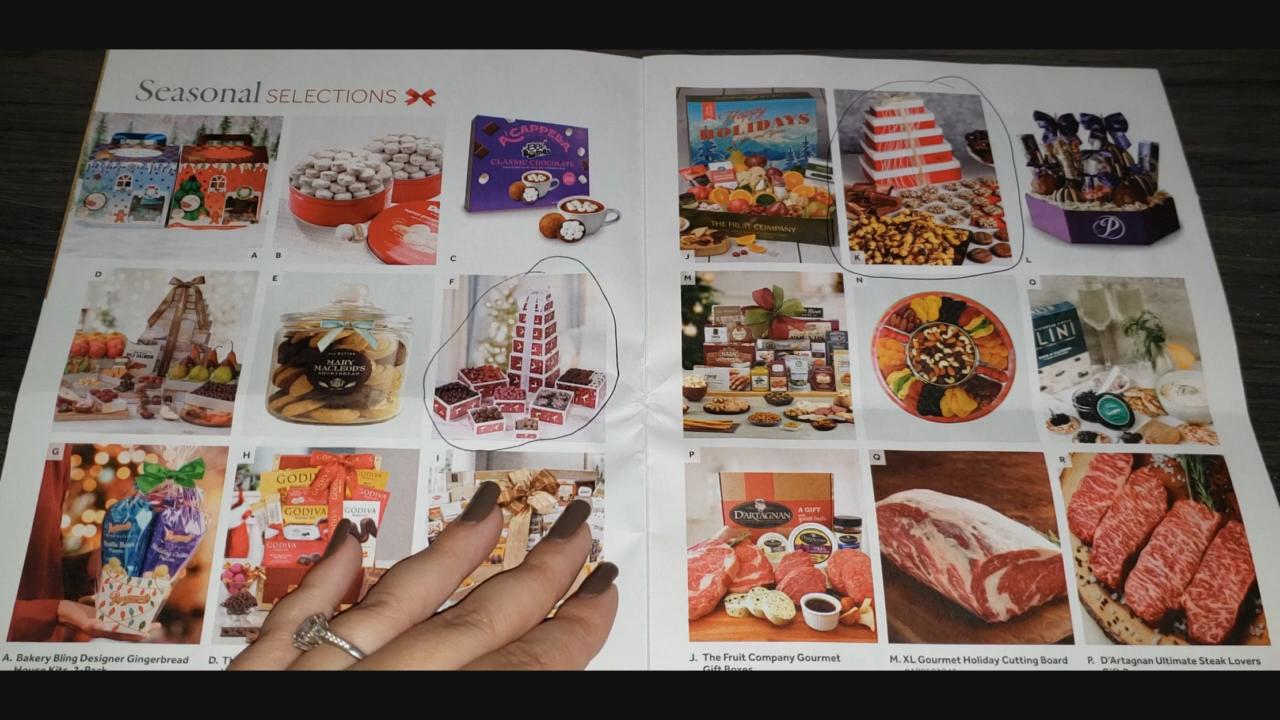 Seasonal SELECTIONS
A
B
A'CAPPELLA
CLASSIC CHOCOLATE
C
Happy
HOLIDAYS
THE FRUIT COMPANY
J
K
P
L
D
E
MARY
MACLEOD'S
SHORTBREAD
F
M
N
O
LINI
G
H
GODIVA
GODIVA
GODIVA
GODIVA
I
P
D'ARTAGNAN
A GIFT
Q
R
A. Bakery Bling Designer Gingerbread
House Kits, 2-Pack
D. Th
J. The Fruit Company Gourmet
Gift Boxes
M. XL Gourmet Holiday Cutting Board
P. D'Artagnan Ultimate Steak Lovers